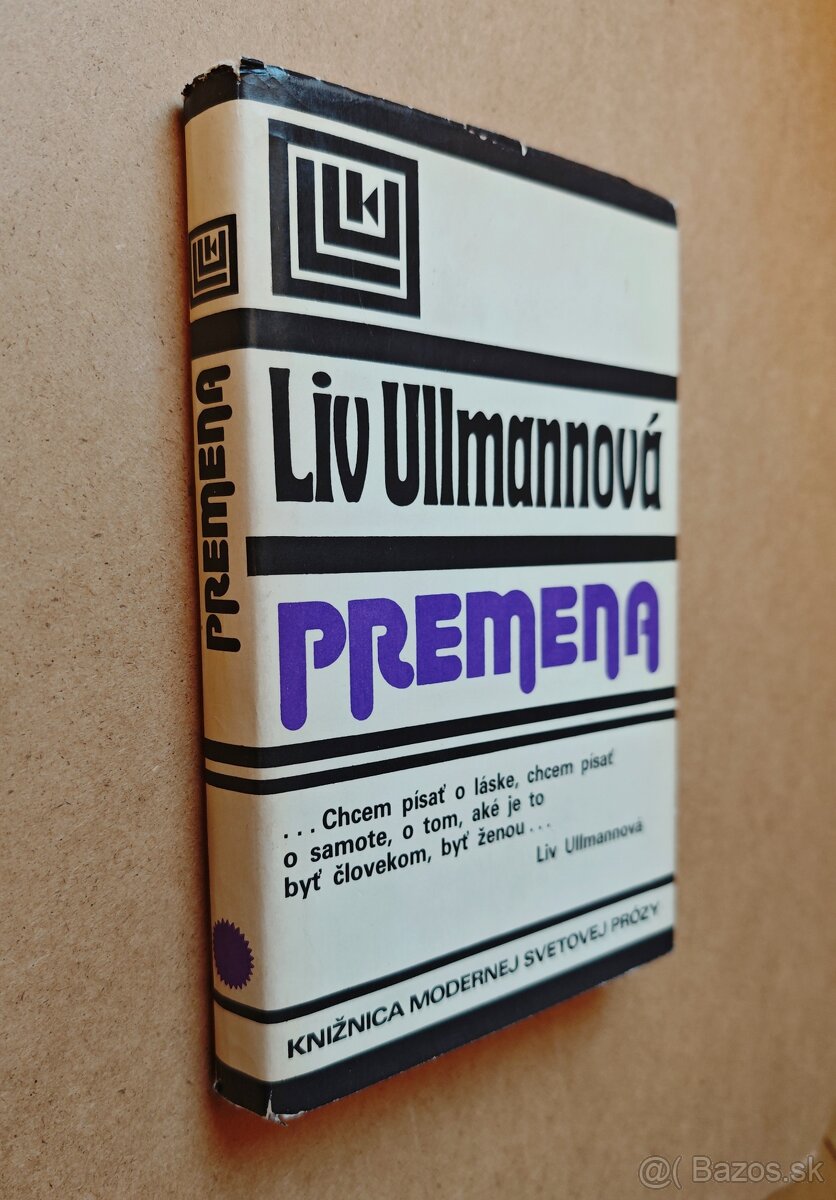 PREMENA
Liv Ullmannová
PREMENA
...Chcem písať o láske, chcem písať
o samote, o tom, aké je to
byť človekom, byť ženou...
Liv Ullmannová
KNIŽNICA MODERNEJ SVETOVEJ PRÓZY
@( Bazos.sk